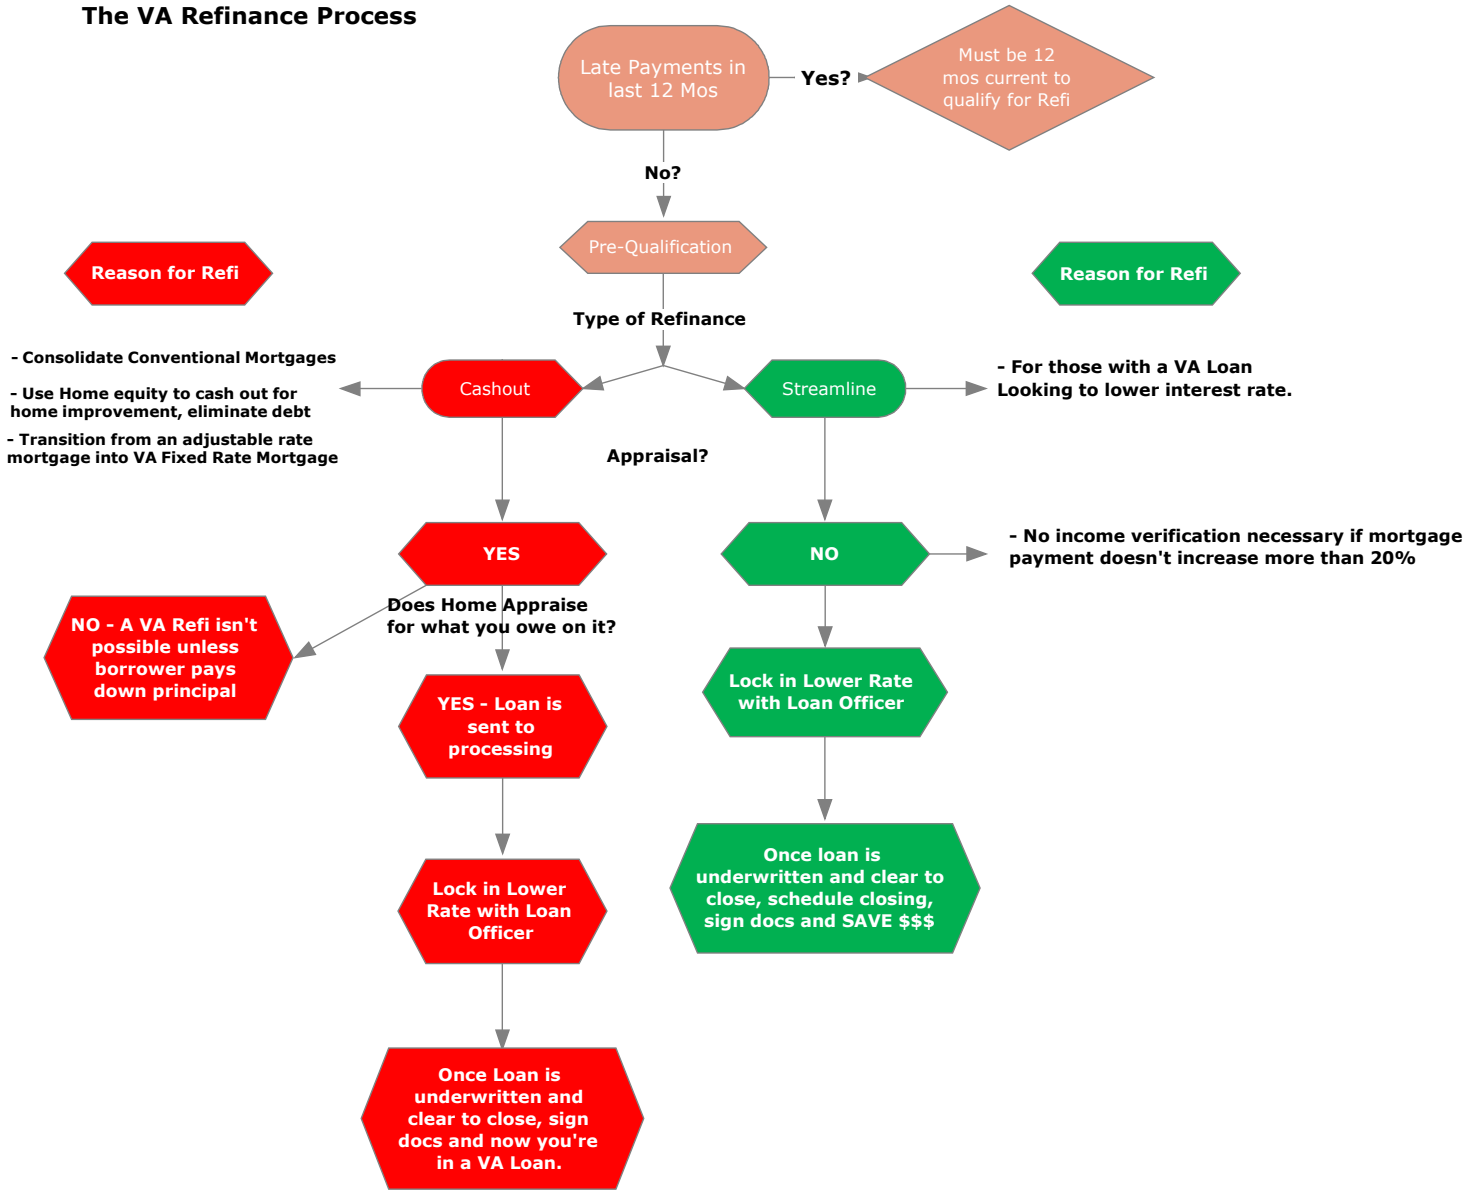 The VA Refinance Process
Late Payments in
last 12 Mos
Yes?
Must be 12
mos current to
qualify for Refi
No?
Pre-Qualification
Reason for Refi
Reason for Refi
Type of Refinance
- Consolidate Conventional Mortgages
- Use Home equity to cash out for
home improvement, eliminate debt
- Transition from an adjustable rate
mortgage into VA Fixed Rate Mortgage
Cashout
Streamline
- For those with a VA Loan
Looking to lower interest rate.
Appraisal?
YES
NO
- No income verification necessary if mortgage
payment doesn't increase more than 20%
Does Home Appraise
for what you owe on it?
NO - A VA Refi isn't
possible unless
borrower pays
down principal
YES - Loan is
sent to
processing
Lock in Lower Rate
with Loan Officer
Lock in Lower
Rate with Loan
Officer
Once loan is
underwritten and clear to
close, schedule closing,
sign docs and SAVE $$$
Once Loan is
underwritten and
clear to close, sign
docs and now you're
in a VA Loan.